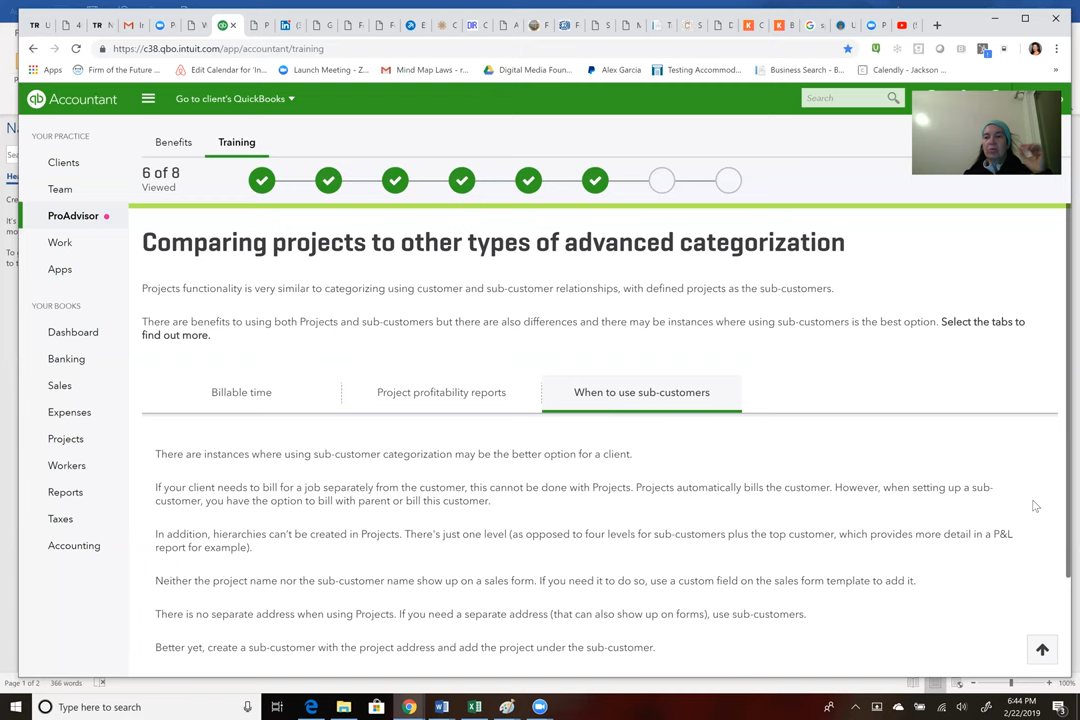 TR U
TR N
https://c38.qbo.intuit.com/app/accountant/training
Apps
Firm of the Future ...
Edit Calendar for 'In...
Launch Meeting - Z...
Mind Map Laws - r...
Digital Media Foun...
Paylor Alex Garcia
Testing Accommod...
Business Search - B...
Calendly - Jackson ...
»
qb Accountant
Go to client's QuickBooks
Search
YOUR PRACTICE
Clients
Team
ProAdvisor
Work
Apps
YOUR BOOKS
Dashboard
Banking
Sales
Expenses
Projects
Workers
Reports
Taxes
Accounting
Benefits
Training
6 of 8
Viewed
Comparing projects to other types of advanced categorization
Projects functionality is very similar to categorizing using customer and sub-customer relationships, with defined projects as the sub-customers.
There are benefits to using both Projects and sub-customers but there are also differences and there may be instances where using sub-customers is the best option. Select the tabs to
find out more.
Billable time
Project profitability reports
When to use sub-customers
There are instances where using sub-customer categorization may be the better option for a client.
If your client needs to bill for a job separately from the customer, this cannot be done with Projects. Projects automatically bills the customer. However, when setting up a sub-
customer, you have the option to bill with parent or bill this customer.
In addition, hierarchies can't be created in Projects. There's just one level (as opposed to four levels for sub-customers plus the top customer, which provides more detail in a P&L
report for example).
Neither the project name nor the sub-customer name show up on a sales form. If you need it to do so, use a custom field on the sales form template to add it.
There is no separate address when using Projects. If you need a separate address (that can also show up on forms), use sub-customers.
Better yet, create a sub-customer with the project address and add the project under the sub-customer.
Page 1 of 2 366 words
100%
Type here to search
6:44 PM
2/22/2019